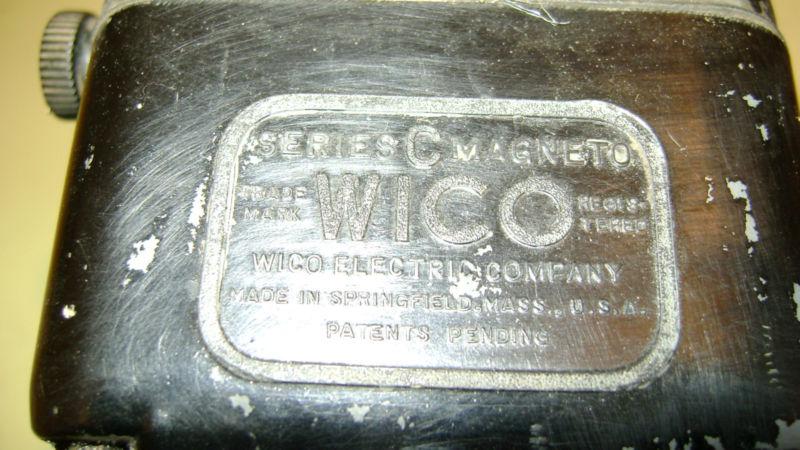 SERIES C MAGNETO
TRADE MARK WICO REGIS-TERED
WICO ELECTRIC COMPANY
MADE IN SPRINGFIELD, MASS., U.S.A.
PATENTS PENDING